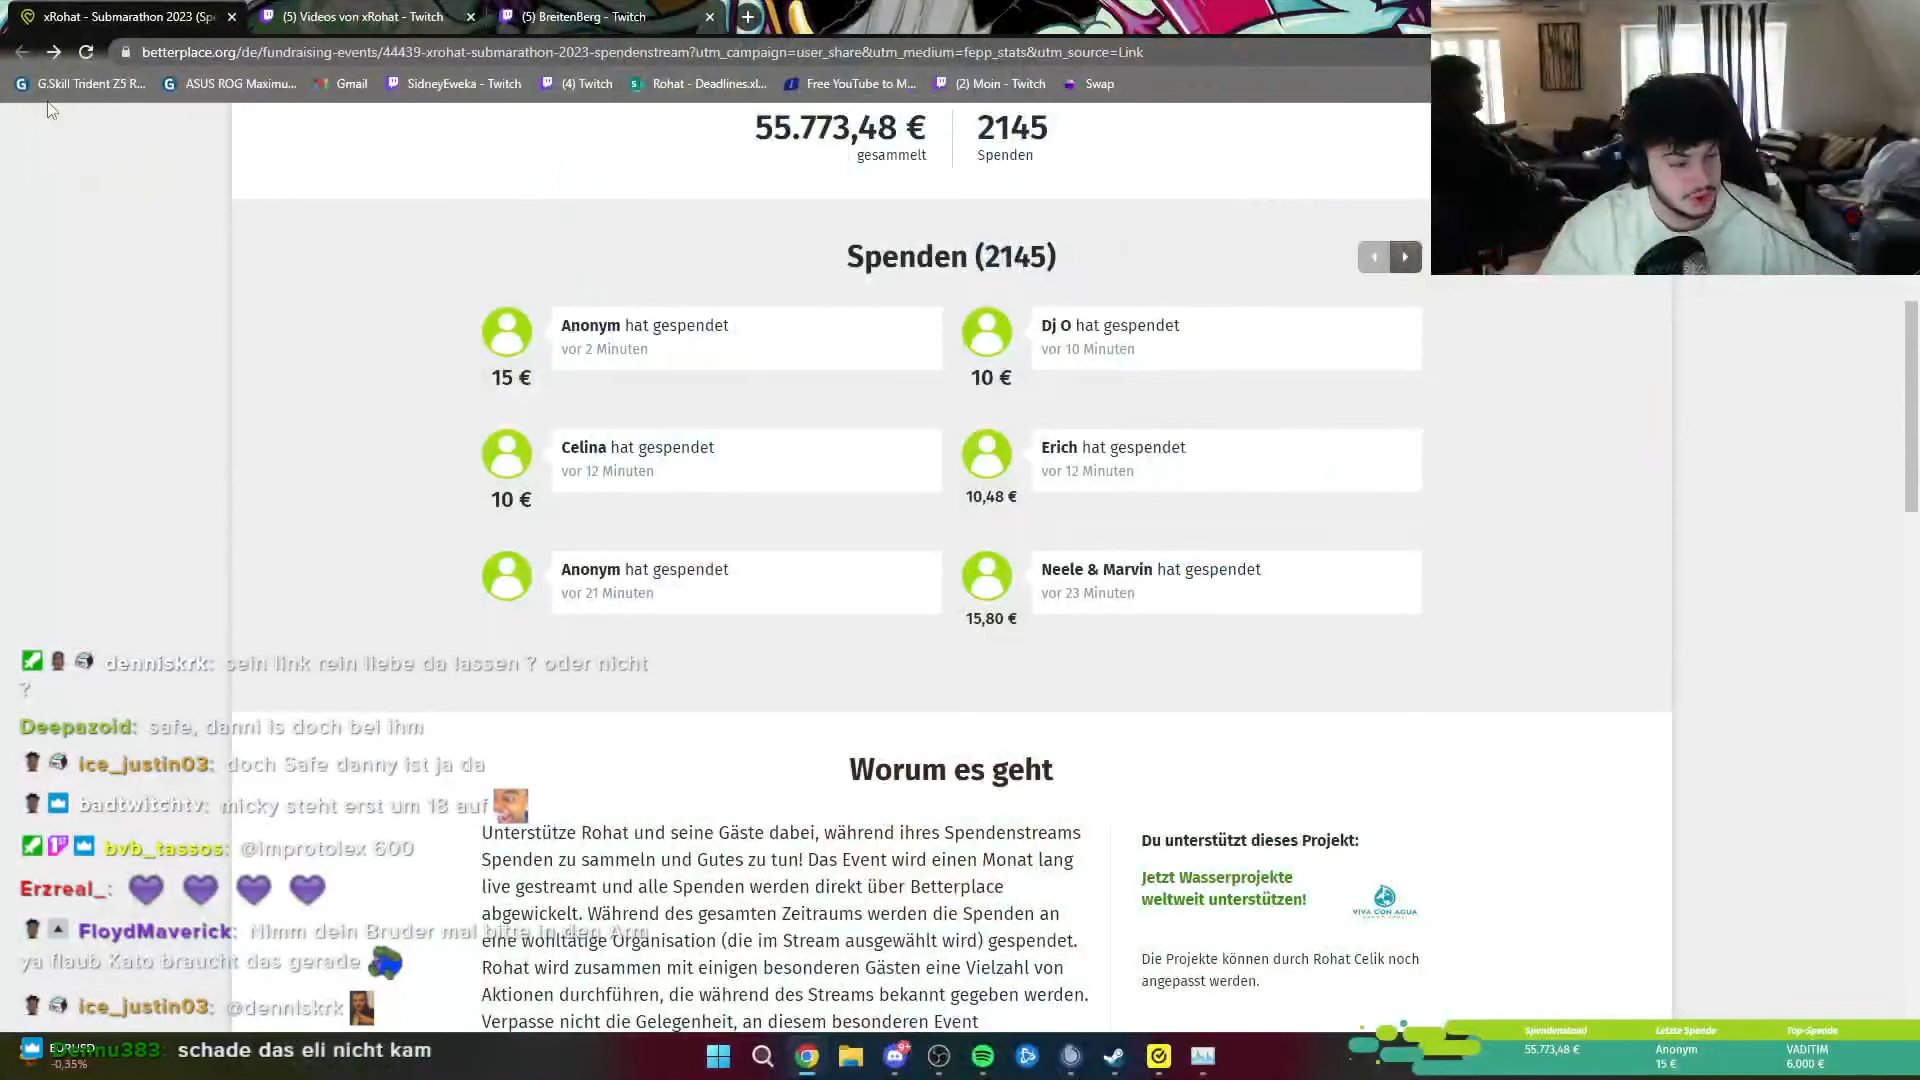 xRohat - Submarathon 2023 (Spe
(5) Videos von xRohat - Twitch
(5) BreitenBerg - Twitch
betterplace.org/de/fundraising-events/44439-xrohat-submarathon-2023-spendenstream?utm_campaign=user_share&utm_medium=fepp_stats&utm_source=Link
G.Skill Trident Z5 R...
ASUS ROG Maximu...
Gmail
SidneyEweka - Twitch
(4) Twitch
Rohat - Deadlines.xl...
Free YouTube to M...
(2) Moin - Twitch
Swap
55.773,48 €
gesammelt
2145
Spenden
Spenden (2145)
Anonym hat gespendet
vor 2 Minuten
15 €
Dj O hat gespendet
vor 10 Minuten
10 €
Celina hat gespendet
vor 12 Minuten
10 €
Erich hat gespendet
vor 12 Minuten
10,48 €
Anonym hat gespendet
vor 21 Minuten
Neele & Marvin hat gespendet
vor 23 Minuten
15,80 €
denniskrk: sein link rein liebe da lassen ? oder nicht
?
Deepazoid: safe, danni is doch bei ihm
ice_justin03: doch Safe danny ist ja da
badtwitchtv: micky steht erst um 18 auf
bvb_tassos: @improtolex 600
Erzreal_:
FloydMaverick: Nimm dein Bruder mal bitte in den Arm
ya flaub Kato braucht das gerade
ice_justin03: @denniskrk
Dennu383: schade das eli nicht kam
Worum es geht
Unterstütze Rohat und seine Gäste dabei, während ihres Spendenstreams
Spenden zu sammeln und Gutes zu tun! Das Event wird einen Monat lang
live gestreamt und alle Spenden werden direkt über Betterplace
abgewickelt. Während des gesamten Zeitraums werden die Spenden an
eine wohltätige Organisation (die im Stream ausgewählt wird) gespendet.
Rohat wird zusammen mit einigen besonderen Gästen eine Vielzahl von
Aktionen durchführen, die während des Streams bekannt gegeben werden.
Verpasse nicht die Gelegenheit, an diesem besonderen Event
Du unterstützt dieses Projekt:
Jetzt Wasserprojekte
weltweit unterstützen!
VIVA CON AGUA
Die Projekte können durch Rohat Celik noch
angepasst werden.
EURUSD
-0,35%
9+
Spendenstand
55.773,48 €
Letzte Spende
Anonym
15 €
Top-Spende
VADITIM
6.000 €